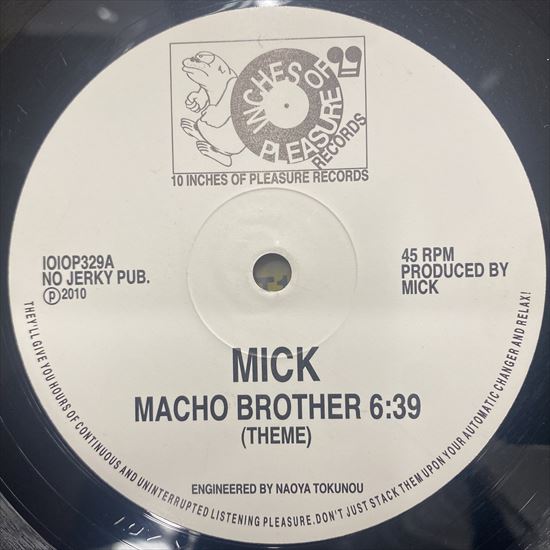 INCHES OF PLEASURE
RECORDS
10 INCHES OF PLEASURE RECORDS
IOIOP329A
NO JERKY PUB.
℗2010
45 RPM
PRODUCED BY
MICK
MICK
MACHO BROTHER 6:39
(THEME)
ENGINEERED BY NAOYA TOKUNOU
THEY'LL GIVE YOU HOURS OF CONTINUOUS AND UNINTERRUPTED LISTENING PLEASURE. DON'T JUST STACK THEM UPON YOUR AUTOMATIC CHANGER AND RELAX!